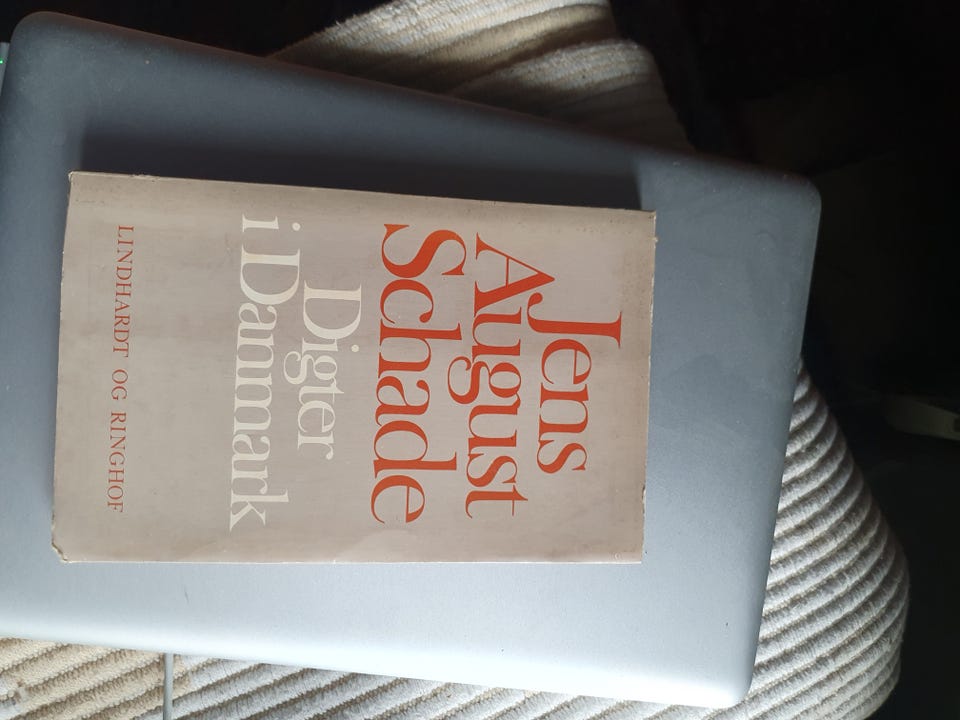 Jens
August
Schade
Digter
i Danmark
LINDHARDT OG RINGHOF